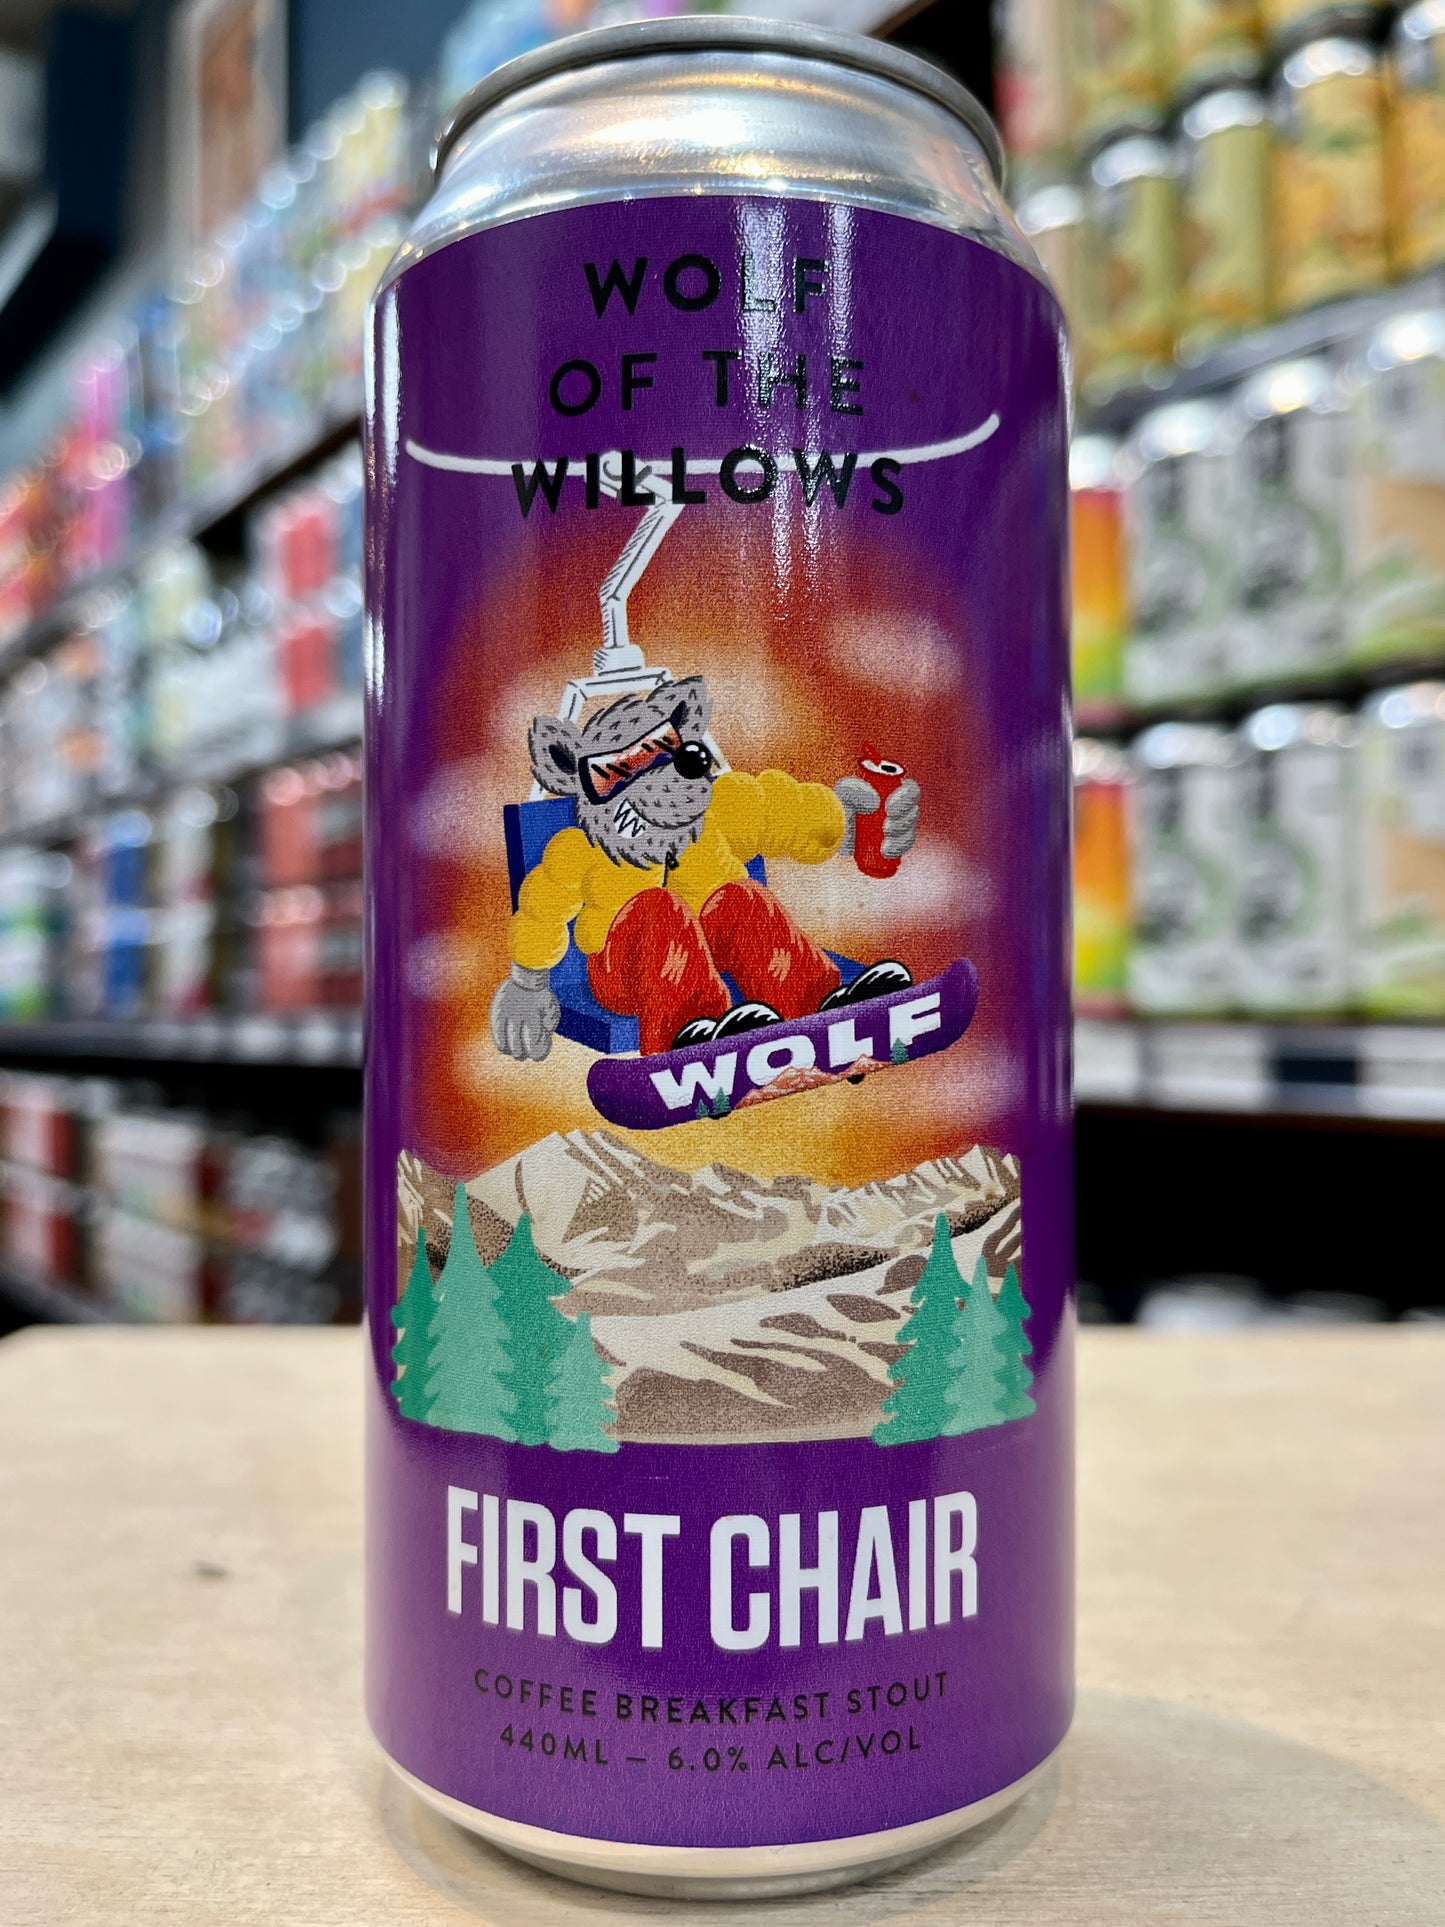 WOLF
OF THE
WILLOWS
WOLF
FIRST CHAIR
COFFEE BREAKFAST STOUT
440ML – 6.0% ALC/VOL